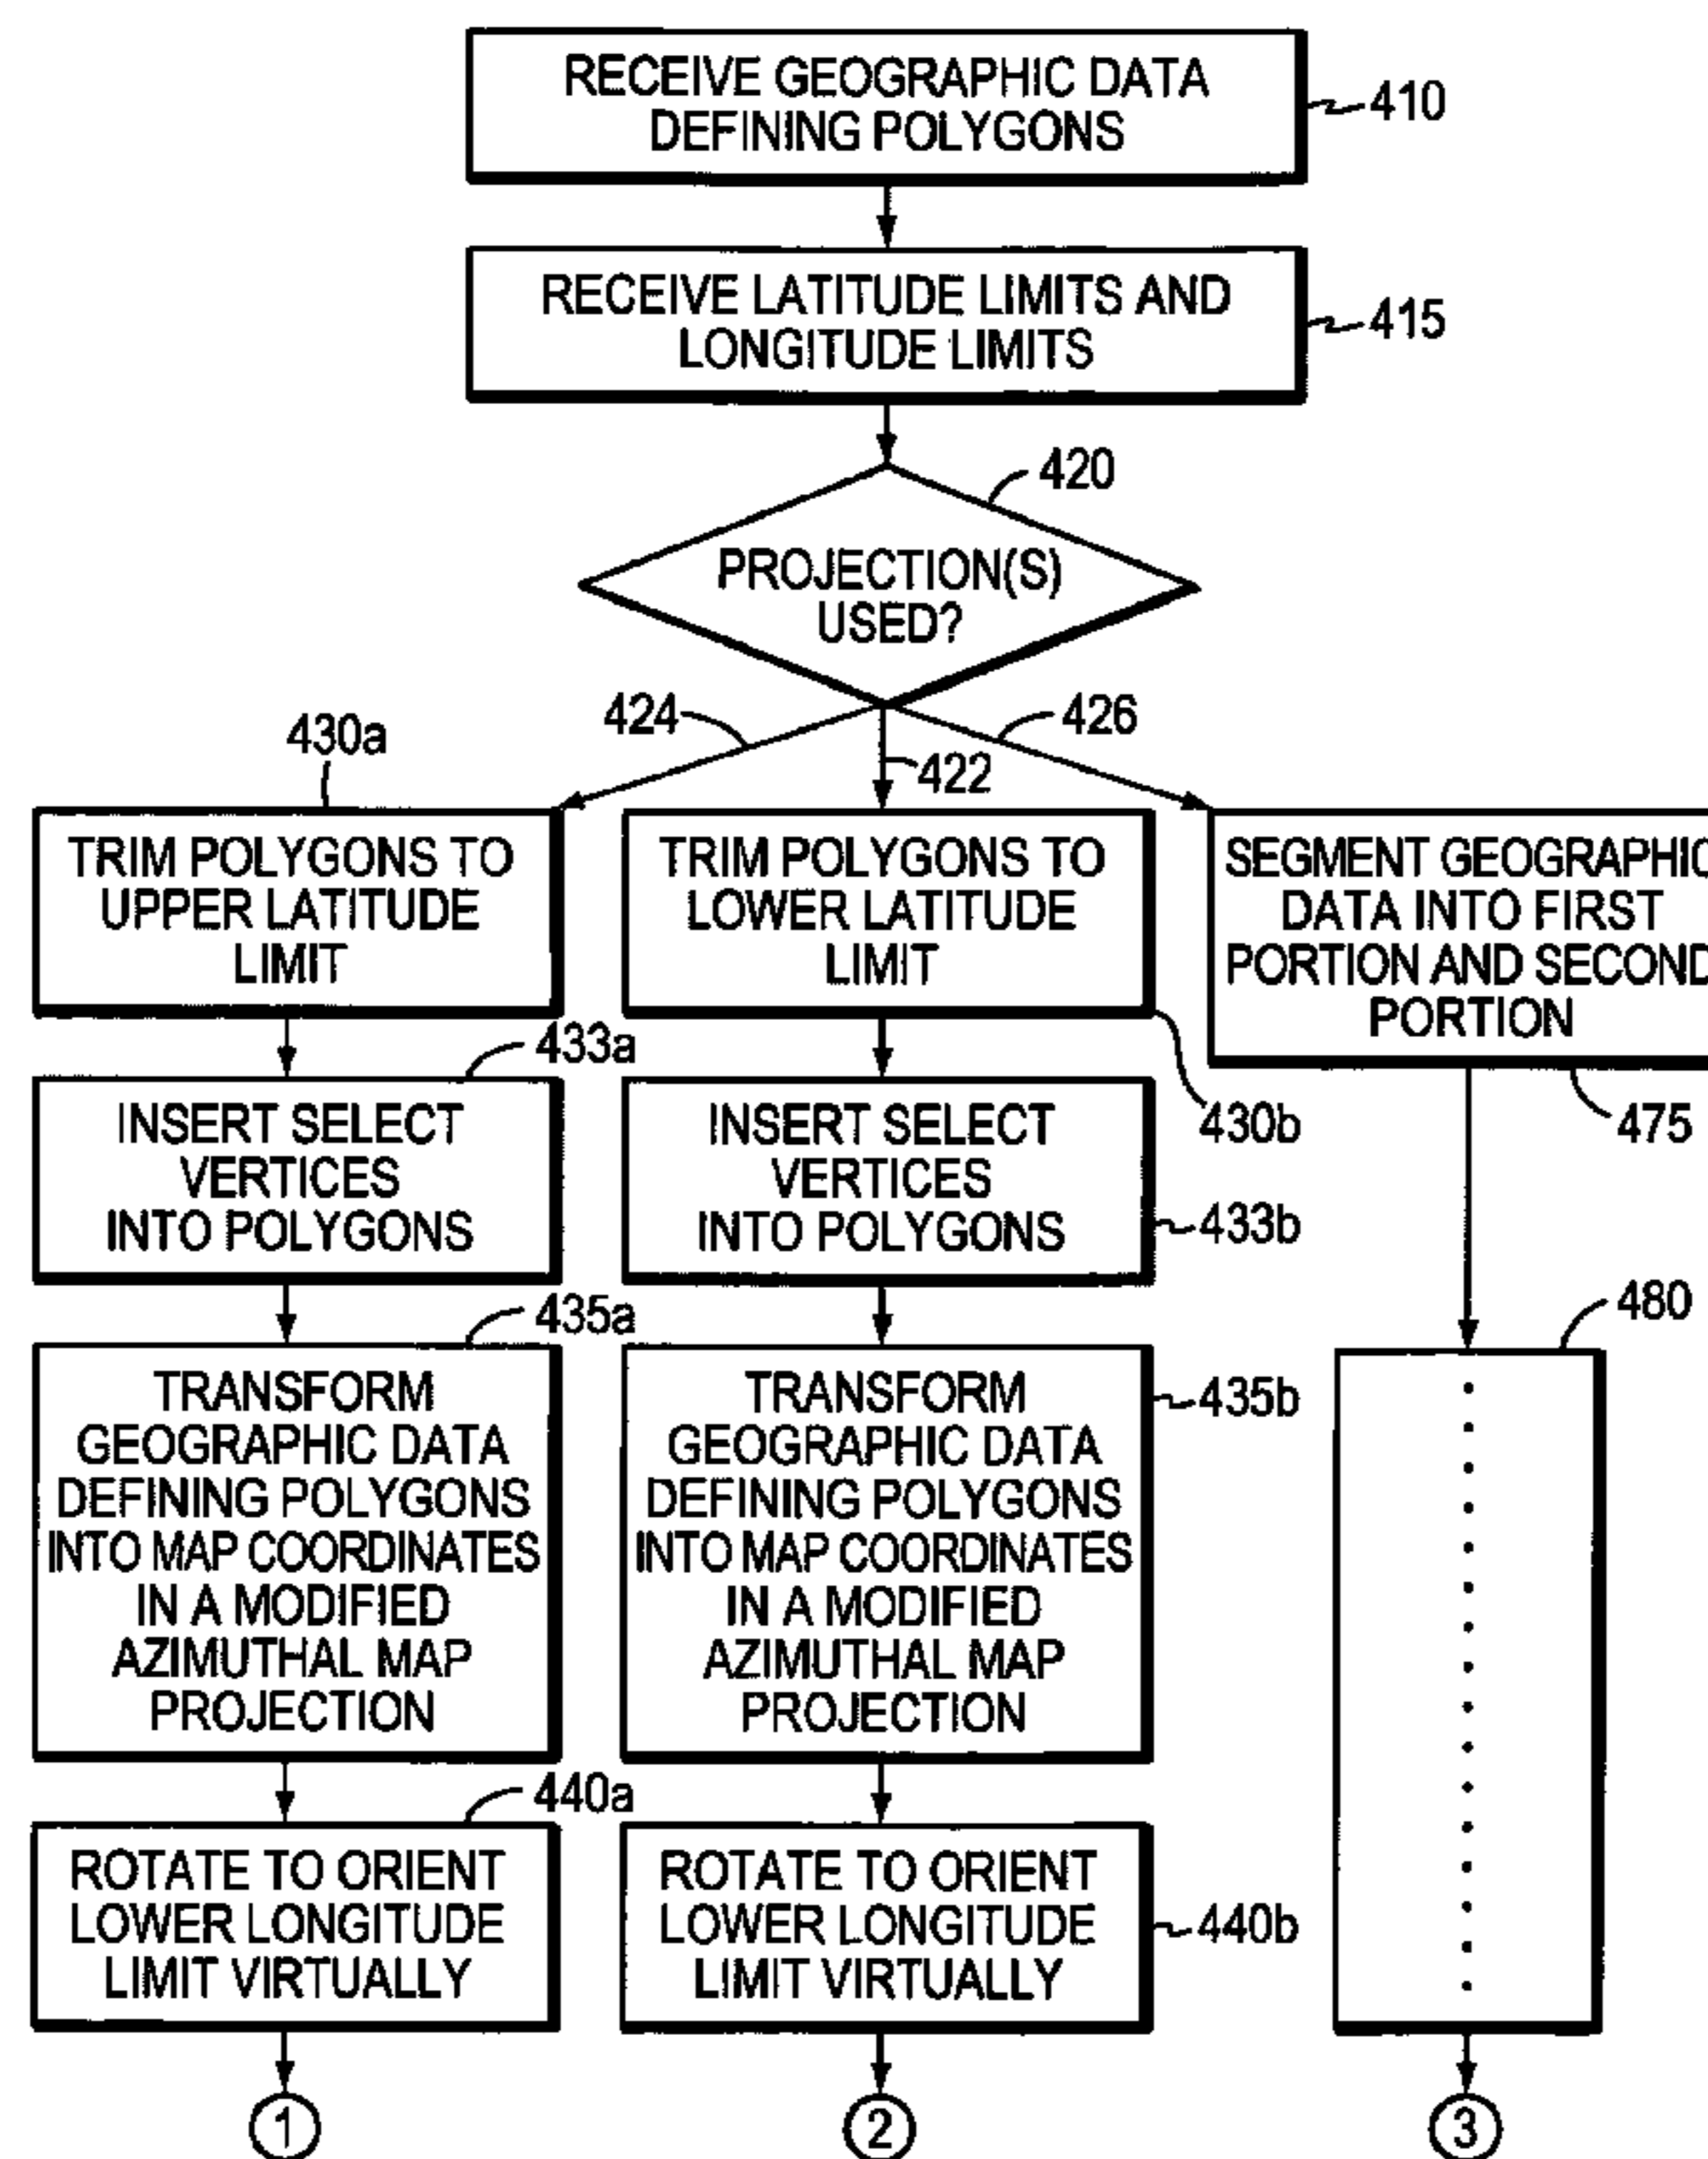 RECEIVE GEOGRAPHIC DATA
DEFINING POLYGONS
410
RECEIVE LATITUDE LIMITS AND
LONGITUDE LIMITS
415
420
PROJECTION(S)
USED?
424
426
422
430a
TRIM POLYGONS TO
UPPER LATITUDE
LIMIT
TRIM POLYGONS TO
LOWER LATITUDE
LIMIT
430b
SEGMENT GEOGRAPHIC
DATA INTO FIRST
PORTION AND SECOND
PORTION
475
433a
INSERT SELECT
VERTICES
INTO POLYGONS
INSERT SELECT
VERTICES
INTO POLYGONS
433b
480
435a
TRANSFORM
GEOGRAPHIC DATA
DEFINING POLYGONS
INTO MAP COORDINATES
IN A MODIFIED
AZIMUTHAL MAP
PROJECTION
TRANSFORM
GEOGRAPHIC DATA
DEFINING POLYGONS
INTO MAP COORDINATES
IN A MODIFIED
AZIMUTHAL MAP
PROJECTION
435b
440a
ROTATE TO ORIENT
LOWER LONGITUDE
LIMIT VIRTUALLY
ROTATE TO ORIENT
LOWER LONGITUDE
LIMIT VIRTUALLY
440b
1
2
3